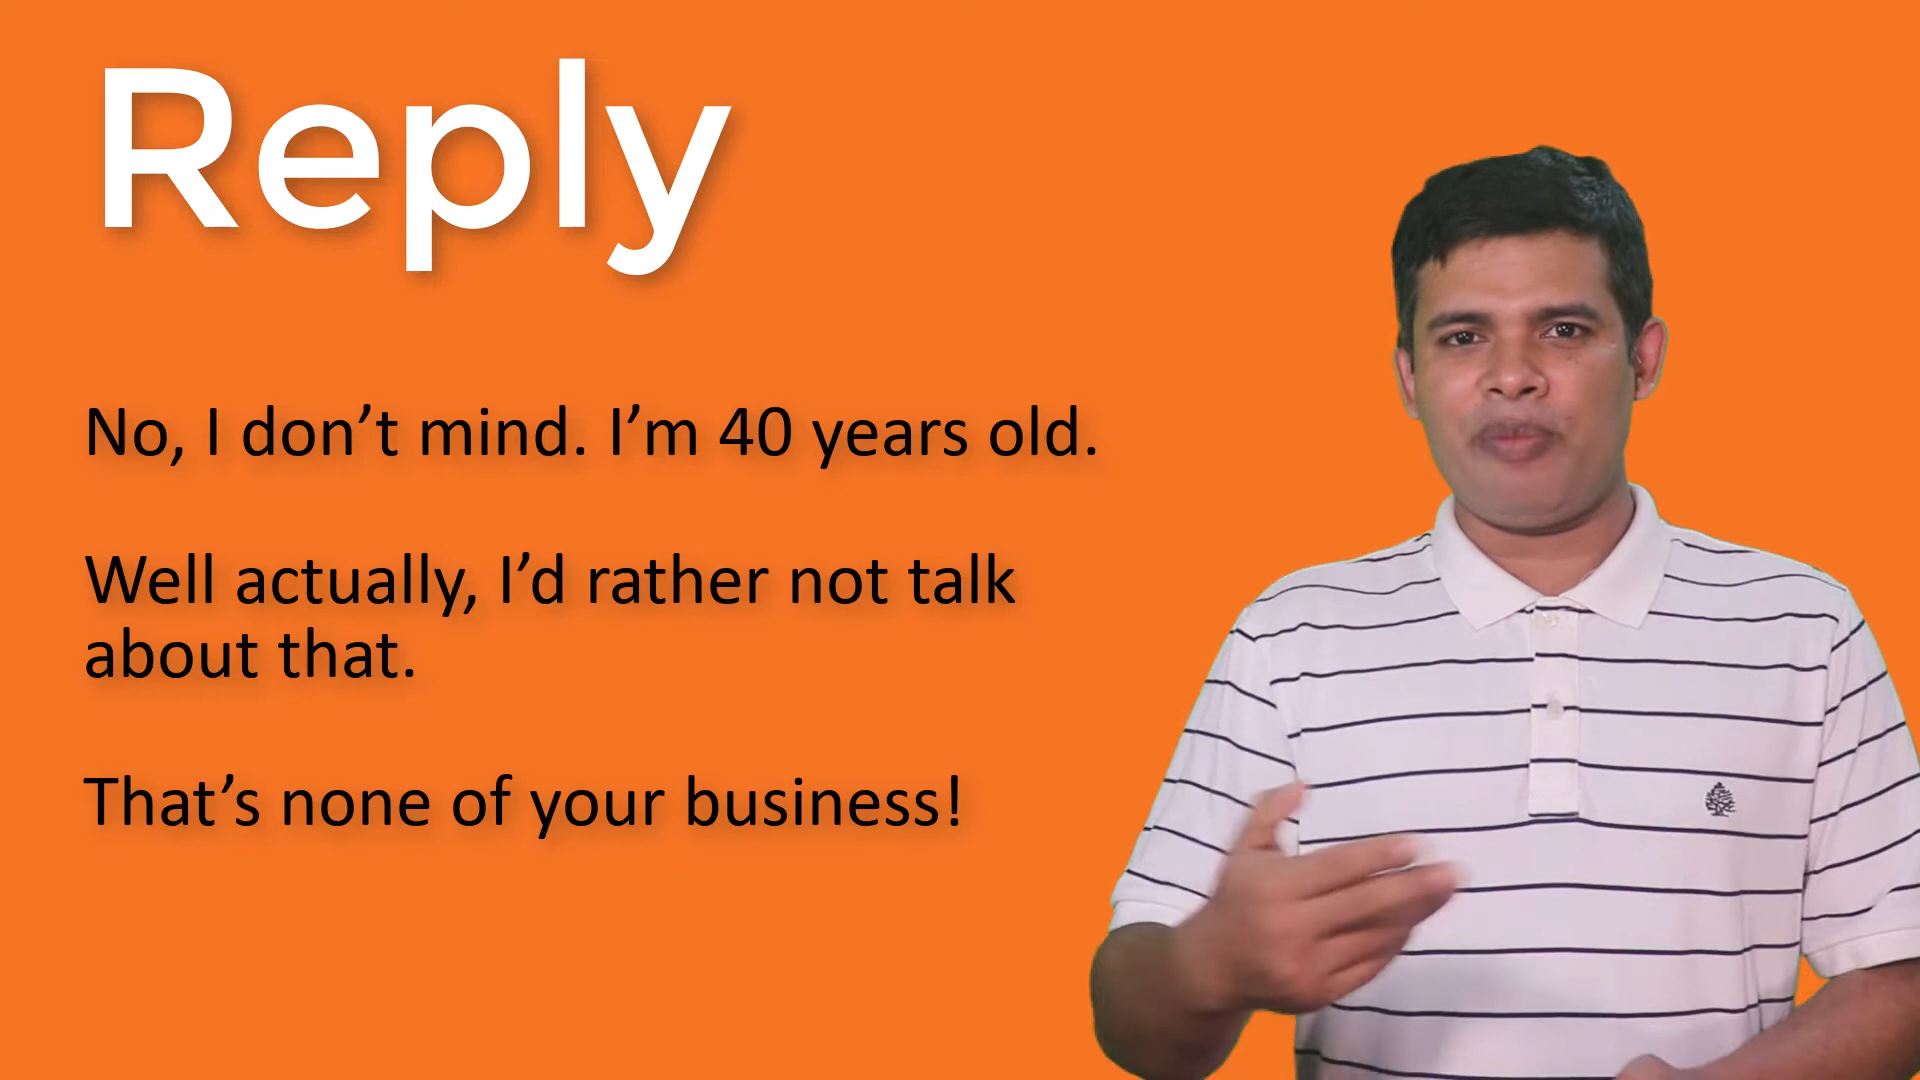 Reply
No, I don’t mind. I’m 40 years old.
Well actually, I’d rather not talk
about that.
That’s none of your business!